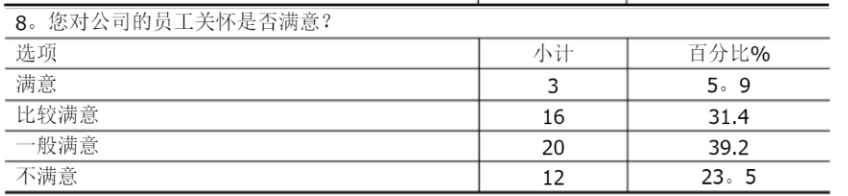 8。您对公司的员工关怀是否满意？
选项 小计 百分比%
满意 3 5。9
比较满意 16 31.4
一般满意 20 39.2
不满意 12 23。5